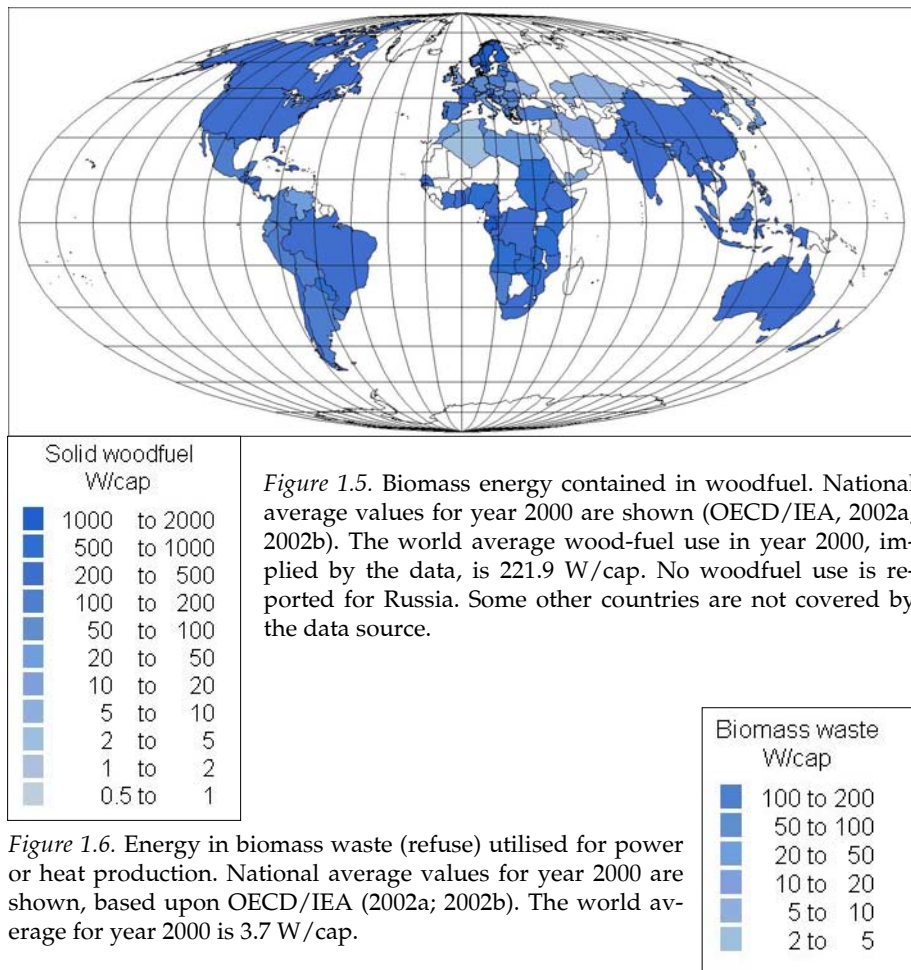 Solid woodfuel
W/cap
1000 to 2000
500 to 1000
200 to 500
100 to 200
50 to 100
20 to 50
10 to 20
5 to 10
2 to 5
1 to 2
0.5 to 1
Figure 1.5. Biomass energy contained in woodfuel. National
average values for year 2000 are shown (OECD/IEA, 2002a,
2002b). The world average wood-fuel use in year 2000, im-
plied by the data, is 221.9 W/cap. No woodfuel use is re-
ported for Russia. Some other countries are not covered by
the data source.
Biomass waste
W/cap
100 to 200
50 to 100
20 to 50
10 to 20
5 to 10
2 to 5
Figure 1.6. Energy in biomass waste (refuse) utilised for power
or heat production. National average values for year 2000 are
shown, based upon OECD/IEA (2002a; 2002b). The world av-
erage for year 2000 is 3.7 W/cap.